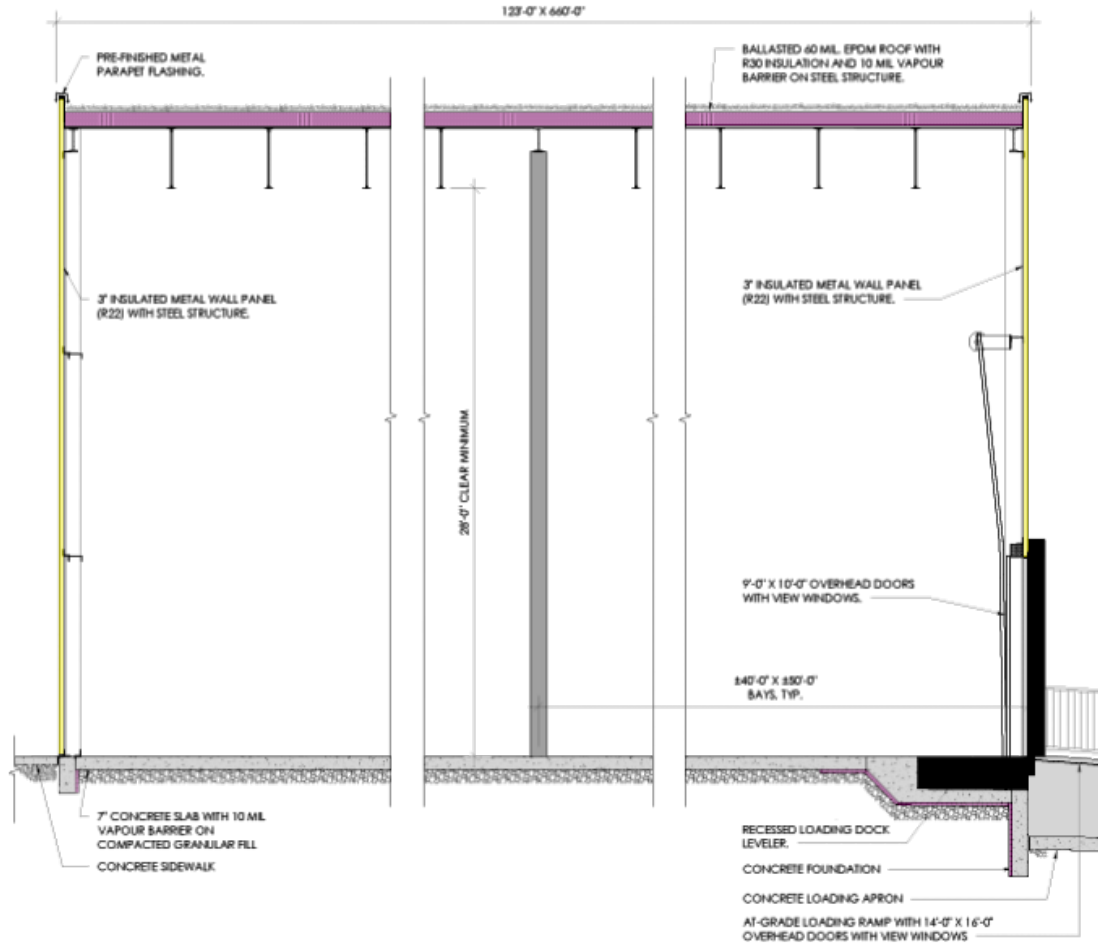 123'-0" X 660'-0"
PRE-FINISHED METAL
PARAPET FLASHING.
BALLASTED 60 MIL. EPDM ROOF WITH
R30 INSULATION AND 10 MIL VAPOUR
BARRIER ON STEEL STRUCTURE.
3" INSULATED METAL WALL PANEL
(R22) WITH STEEL STRUCTURE.
3" INSULATED METAL WALL PANEL
(R22) WITH STEEL STRUCTURE.
28'-0" CLEAR MINIMUM
9'-0" X 10'-0" OVERHEAD DOORS
WITH VIEW WINDOWS.
±40'-0" X ±50'-0"
BAYS, TYP.
7" CONCRETE SLAB WITH 10 MIL
VAPOUR BARRIER ON
COMPACTED GRANULAR FILL
CONCRETE SIDEWALK
RECESSED LOADING DOCK
LEVELER.
CONCRETE FOUNDATION
CONCRETE LOADING APRON
AT-GRADE LOADING RAMP WITH 14'-0" X 16'-0"
OVERHEAD DOORS WITH VIEW WINDOWS